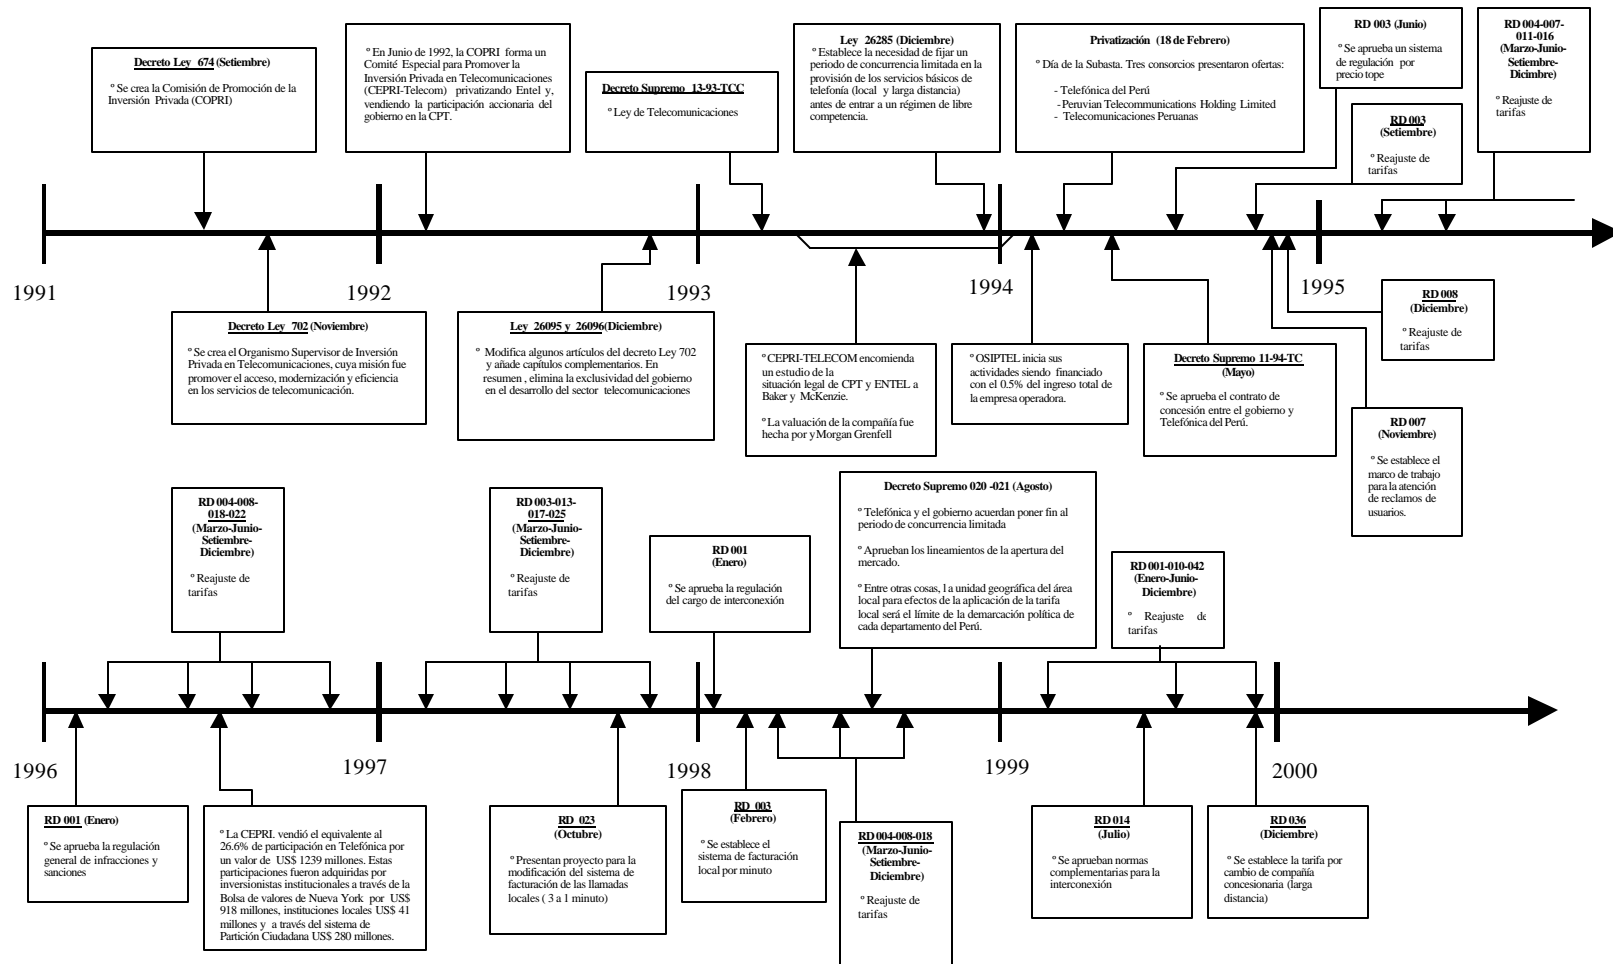 Decreto Ley 674 (Setiembre)
º Se crea la Comisión de Promoción de la
Inversión Privada (COPRI)
º En Junio de 1992, la COPRI forma un
Comité Especial para Promover la
Inversión Privada en Telecomunicaciones
(CEPRI-Telecom) privatizando Entel y,
vendiendo la participación accionaria del
gobierno en la CPT.
Decreto Supremo 13-93-TCC
º Ley de Telecomunicaciones
Ley 26285 (Diciembre)
º Establece la necesidad de fijar un
periodo de concurrencia limitada en la
provisión de los servicios básicos de
telefonía (local y larga distancia)
antes de entrar a un régimen de libre
competencia.
Privatización (18 de Febrero)
º Día de la Subasta. Tres consorcios presentaron ofertas:
- Telefónica del Perú
- Peruvian Telecommunications Holding Limited
- Telecomunicaciones Peruanas
RD 003 (Junio)
º Se aprueba un sistema
de regulación por
precio tope
RD 003
(Setiembre)
º Reajuste de
tarifas
RD 004-007-
011-016
(Marzo-Junio-
Setiembre-
Dicimbre)
º Reajuste de
tarifas
1991
1992
1993
1994
1995
Decreto Ley 702 (Noviembre)
º Se crea el Organismo Supervisor de Inversión
Privada en Telecomunicaciones, cuya misión fue
promover el acceso, modernización y eficiencia
en los servicios de telecomunicación.
Ley 26095 y 26096(Diciembre)
º Modifica algunos artículos del decreto Ley 702
y añade capítulos complementarios. En
resumen , elimina la exclusividad del gobierno
en el desarrollo del sector telecomunicaciones
º CEPRI-TELECOM encomienda
un estudio de la
situación legal de CPT y ENTEL a
Baker y McKenzie.
º La valuación de la compañía fue
hecha por y Morgan Grenfell
º OSIPTEL inicia sus
actividades siendo financiado
con el 0.5% del ingreso total de
la empresa operadora.
Decreto Supremo 11-94-TC
(Mayo)
º Se aprueba el contrato de
concesión entre el gobierno y
Telefónica del Perú.
RD 008
(Diciembre)
º Reajuste de
tarifas
RD 007
(Noviembre)
º Se establece el
marco de trabajo
para la atención
de reclamos de
usuarios.
RD 004-008-
018-022
(Marzo-Junio-
Setiembre-
Diciembre)
º Reajuste de
tarifas
RD 003-013-
017-025
(Marzo-Junio-
Setiembre-
Diciembre)
º Reajuste de
tarifas
RD 001
(Enero)
º Se aprueba la regulación
del cargo de interconexión
Decreto Supremo 020 -021 (Agosto)
º Telefónica y el gobierno acuerdan poner fin al
periodo de concurrencia limitada
º Aprueban los lineamientos de la apertura del
mercado.
º Entre otras cosas, l a unidad geográfica del área
local para efectos de la aplicación de la tarifa
local será el límite de la demarcación política de
cada departamento del Perú.
RD 001-010-042
(Enero-Junio-
Diciembre)
º Reajuste de
tarifas
1996
1997
1998
1999
2000
RD 001 (Enero)
º Se aprueba la regulación
general de infracciones y
sanciones
º La CEPRI. vendió el equivalente al
26.6% de participación en Telefónica por
un valor de US$ 1239 millones. Estas
participaciones fueron adquiridas por
inversionistas institucionales a través de la
Bolsa de valores de Nueva York por US$
918 millones, instituciones locales US$ 41
millones y a través del sistema de
Partición Ciudadana US$ 280 millones.
RD 023
(Octubre)
º Presentan proyecto para la
modificación del sistema de
facturación de las llamadas
locales ( 3 a 1 minuto)
RD 003
(Febrero)
º Se establece el
sistema de facturación
local por minuto
RD 004-008-018
(Marzo-Junio-
Setiembre-
Diciembre)
º Reajuste de
tarifas
RD 014
(Julio)
º Se aprueban normas
complementarias para la
interconexión
RD 036
(Diciembre)
º Se establece la tarifa por
cambio de compañía
concesionaria (larga
distancia)